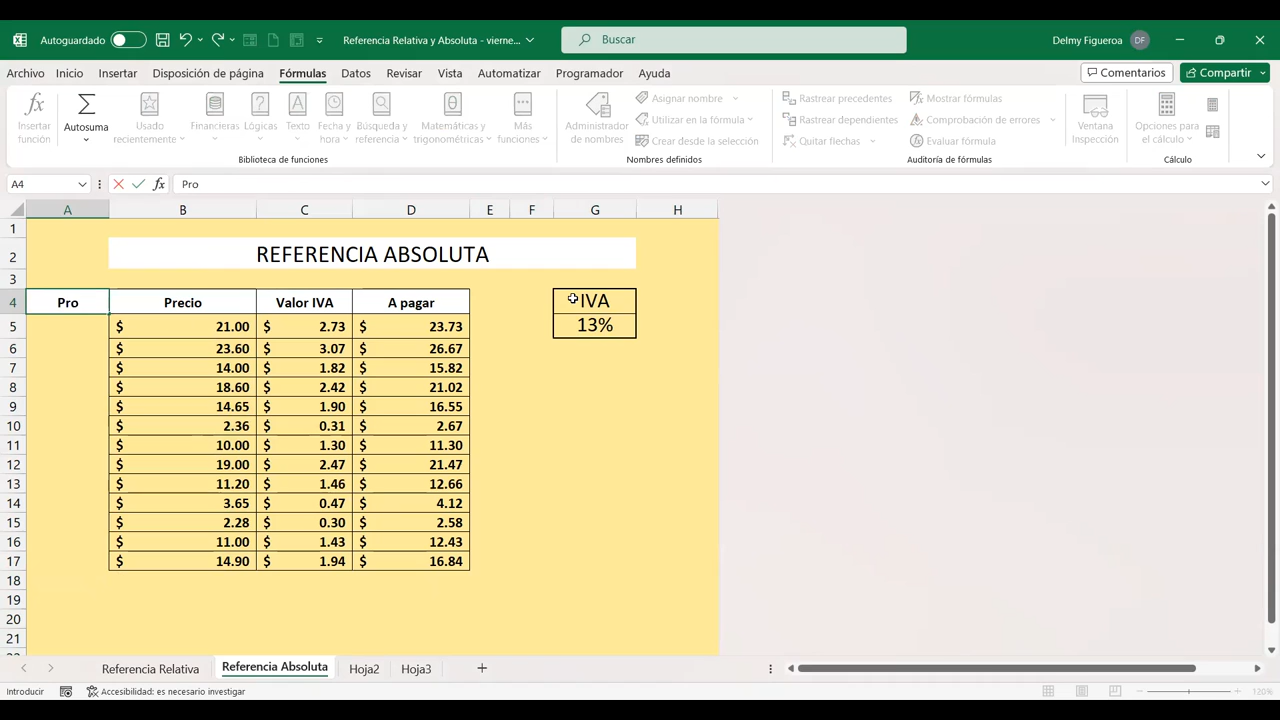 Autoguardado
Referencia Relativa y Absoluta - vierne...
Buscar
Delmy Figueroa
DF
Archivo Inicio Insertar Disposición de página Fórmulas Datos Revisar Vista Automatizar Programador Ayuda
Comentarios
Compartir
Insertar función
Autosuma
Usado recientemente
Financieras
Lógicas
Texto
Fecha y hora
Búsqueda y referencia
Matemáticas y trigonométricas
Más funciones
Biblioteca de funciones
Administrador de nombres
Asignar nombre
Utilizar en la fórmula
Crear desde la selección
Nombres definidos
Rastrear precedentes
Rastrear dependientes
Quitar flechas
Mostrar fórmulas
Comprobación de errores
Evaluar fórmula
Auditoría de fórmulas
Ventana Inspección
Opciones para el cálculo
Cálculo
A4
fx
Pro
A B C D E F G H
1
2 REFERENCIA ABSOLUTA
3
4 Pro Precio Valor IVA A pagar IVA
5 $ 21.00 $ 2.73 $ 23.73 13%
6 $ 23.60 $ 3.07 $ 26.67
7 $ 14.00 $ 1.82 $ 15.82
8 $ 18.60 $ 2.42 $ 21.02
9 $ 14.65 $ 1.90 $ 16.55
10 $ 2.36 $ 0.31 $ 2.67
11 $ 10.00 $ 1.30 $ 11.30
12 $ 19.00 $ 2.47 $ 21.47
13 $ 11.20 $ 1.46 $ 12.66
14 $ 3.65 $ 0.47 $ 4.12
15 $ 2.28 $ 0.30 $ 2.58
16 $ 11.00 $ 1.43 $ 12.43
17 $ 14.90 $ 1.94 $ 16.84
18
19
20
21
Referencia Relativa Referencia Absoluta Hoja2 Hoja3
Introducir
Accesibilidad: es necesario investigar
120%